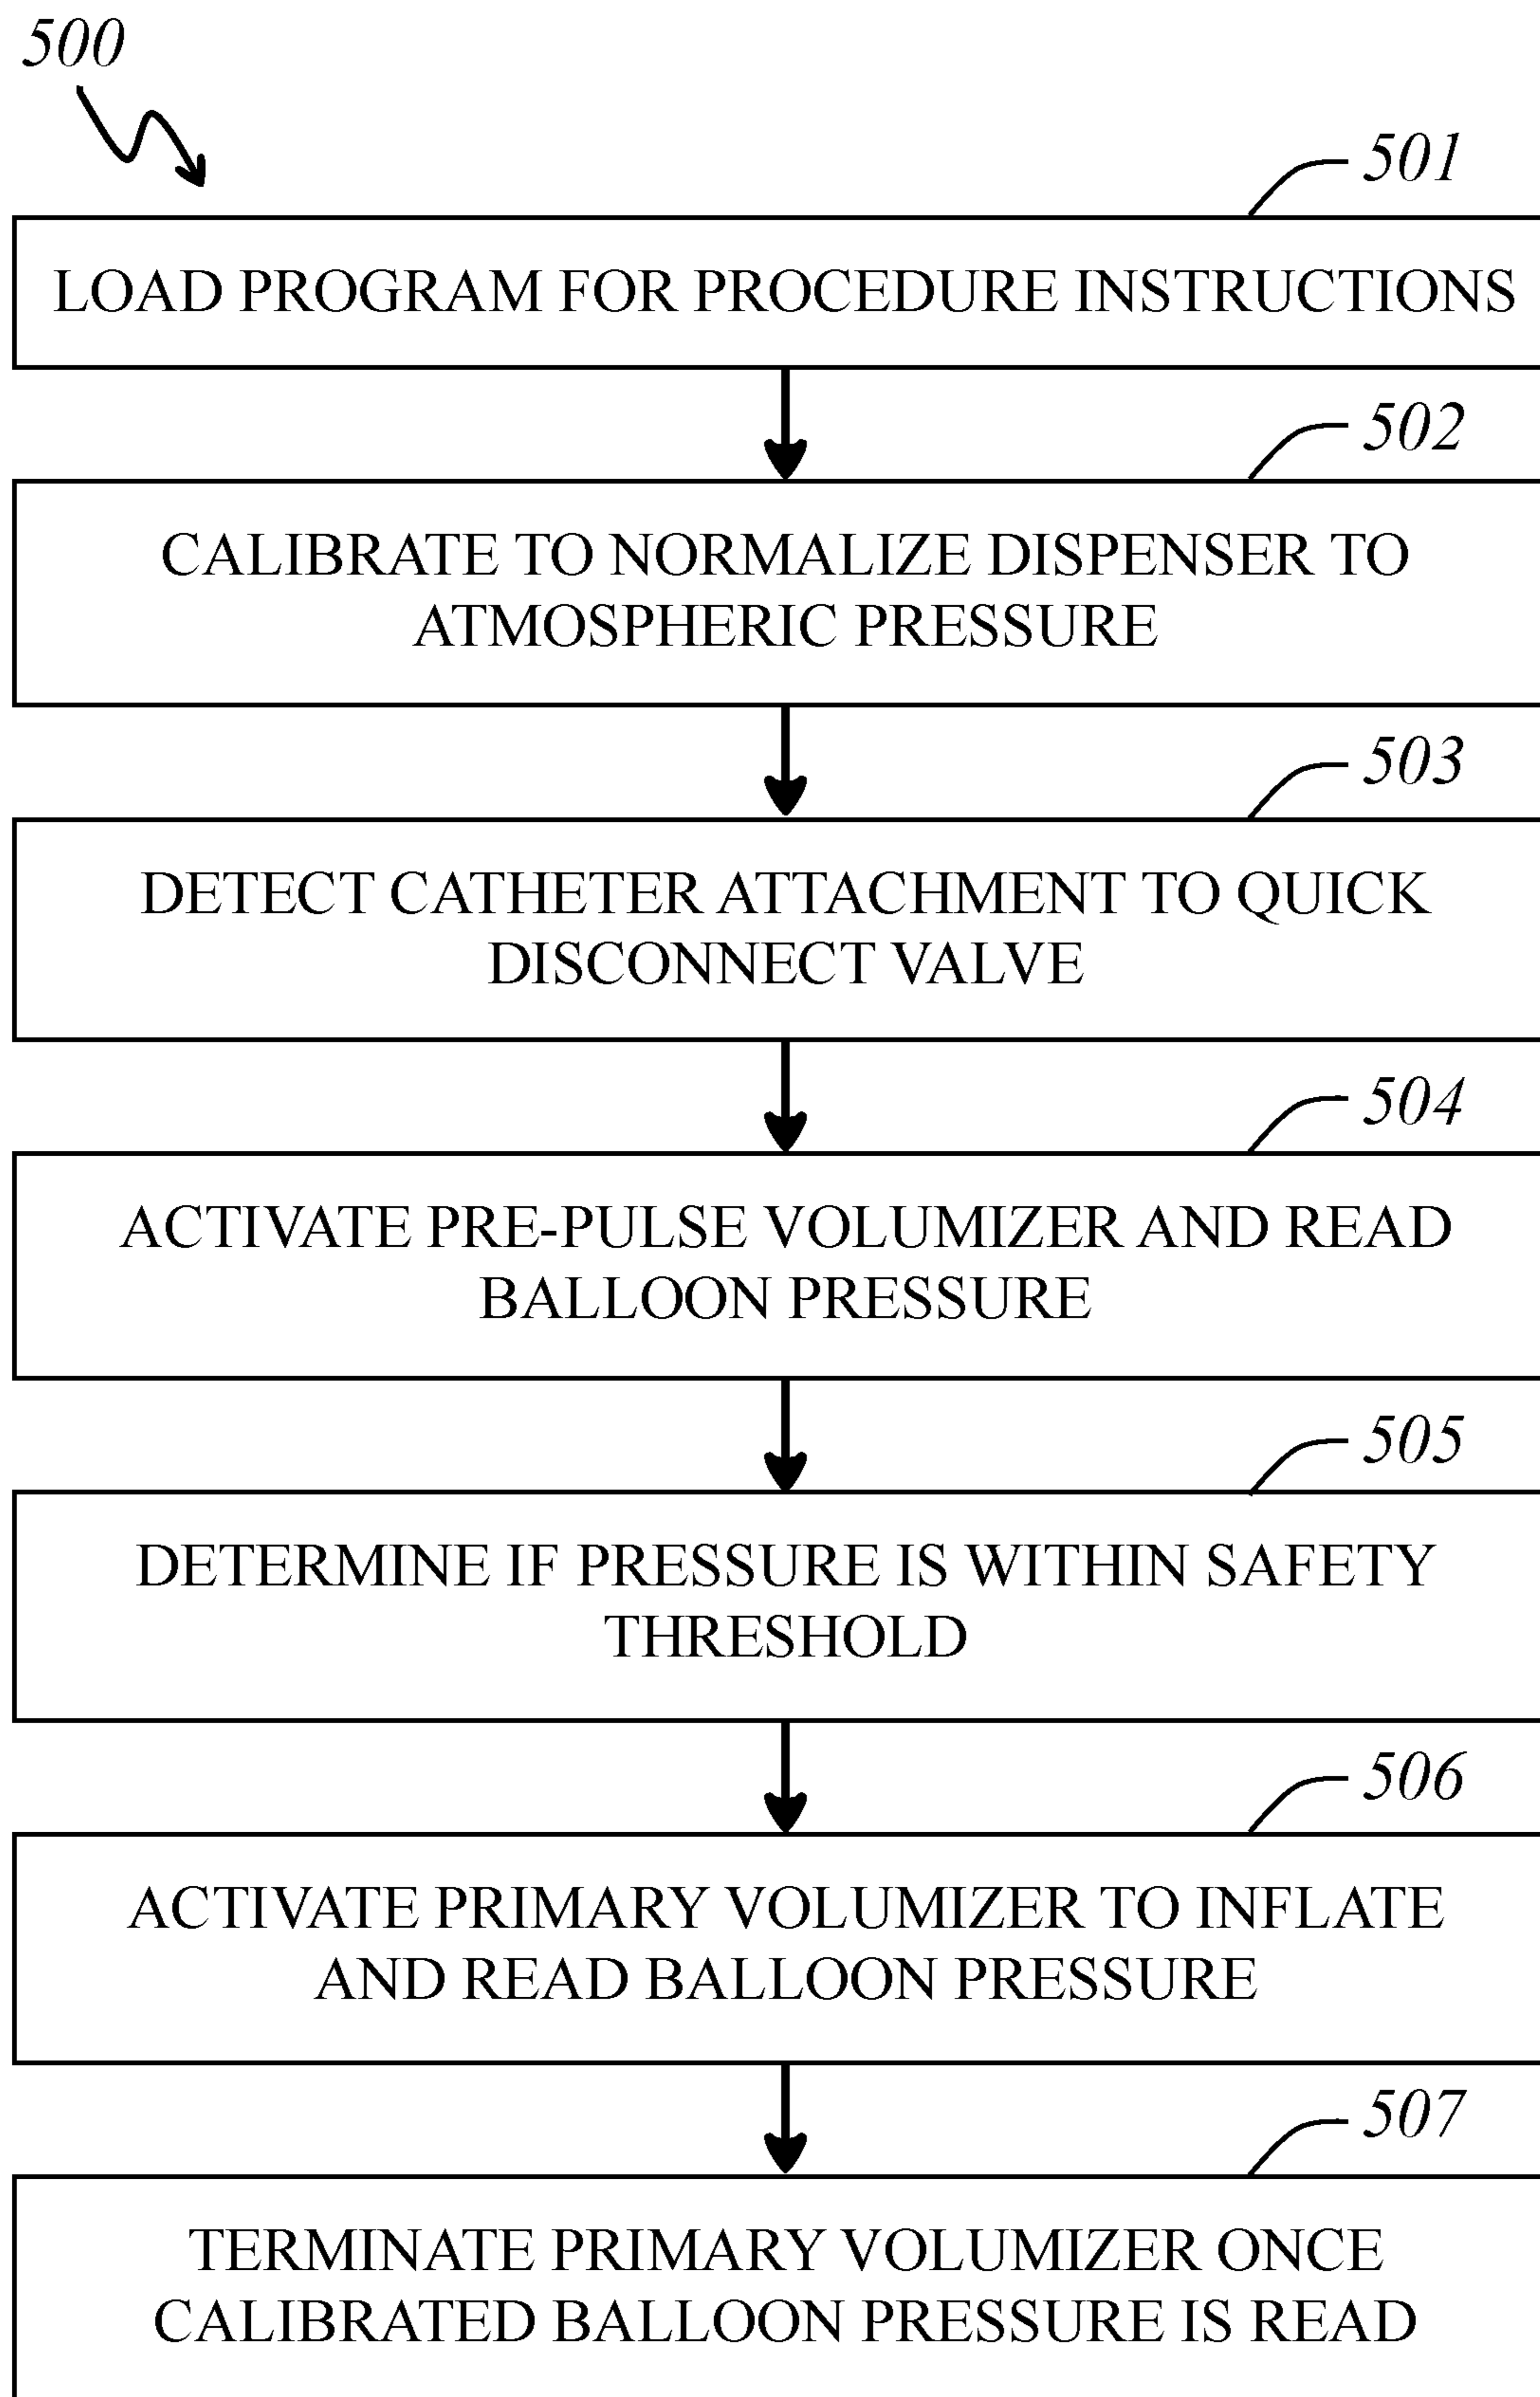 500
501
LOAD PROGRAM FOR PROCEDURE INSTRUCTIONS
502
CALIBRATE TO NORMALIZE DISPENSER TO
ATMOSPHERIC PRESSURE
503
DETECT CATHETER ATTACHMENT TO QUICK
DISCONNECT VALVE
504
ACTIVATE PRE-PULSE VOLUMIZER AND READ
BALLOON PRESSURE
505
DETERMINE IF PRESSURE IS WITHIN SAFETY
THRESHOLD
506
ACTIVATE PRIMARY VOLUMIZER TO INFLATE
AND READ BALLOON PRESSURE
507
TERMINATE PRIMARY VOLUMIZER ONCE
CALIBRATED BALLOON PRESSURE IS READ